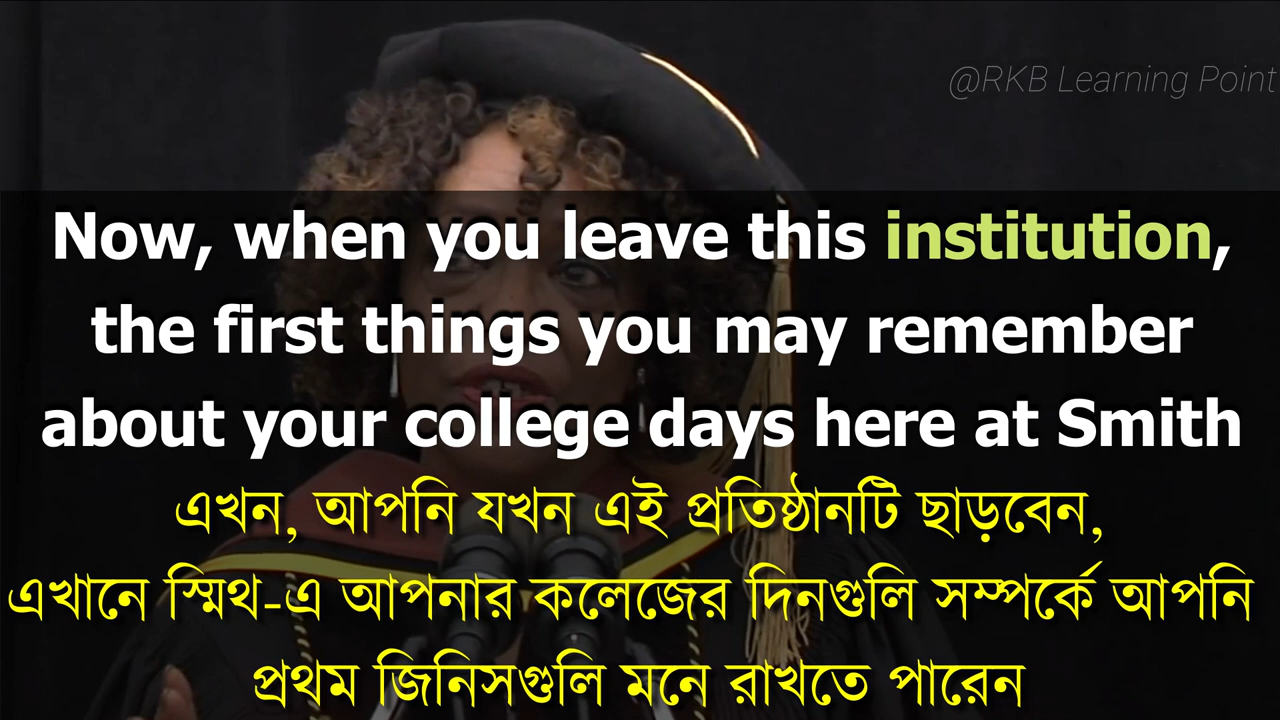 @RKB Learning Point
Now, when you leave this institution,
the first things you may remember
about your college days here at Smith
এখন, আপনি যখন এই প্রতিষ্ঠানটি ছাড়বেন,
এখানে স্মিথ-এ আপনার কলেজের দিনগুলি সম্পর্কে আপনি
প্রথম জিনিসগুলি মনে রাখতে পারেন